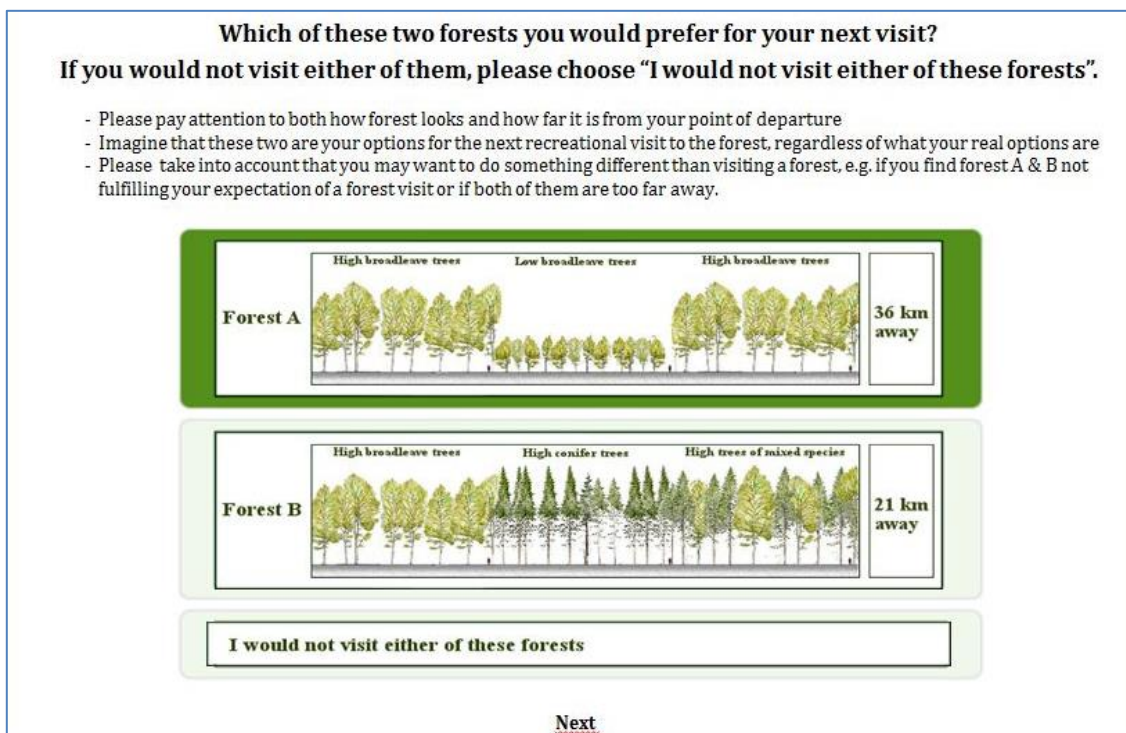 Which of these two forests you would prefer for your next visit?
If you would not visit either of them, please choose “I would not visit either of these forests”.
- Please pay attention to both how forest looks and how far it is from your point of departure
- Imagine that these two are your options for the next recreational visit to the forest, regardless of what your real options are
- Please take into account that you may want to do something different than visiting a forest, e.g. if you find forest A & B not
fulfilling your expectation of a forest visit or if both of them are too far away.
High broadleave trees Low broadleave trees High broadleave trees
Forest A
36 km
away
High broadleave trees High conifer trees High trees of mixed species
Forest B
21 km
away
I would not visit either of these forests
Next